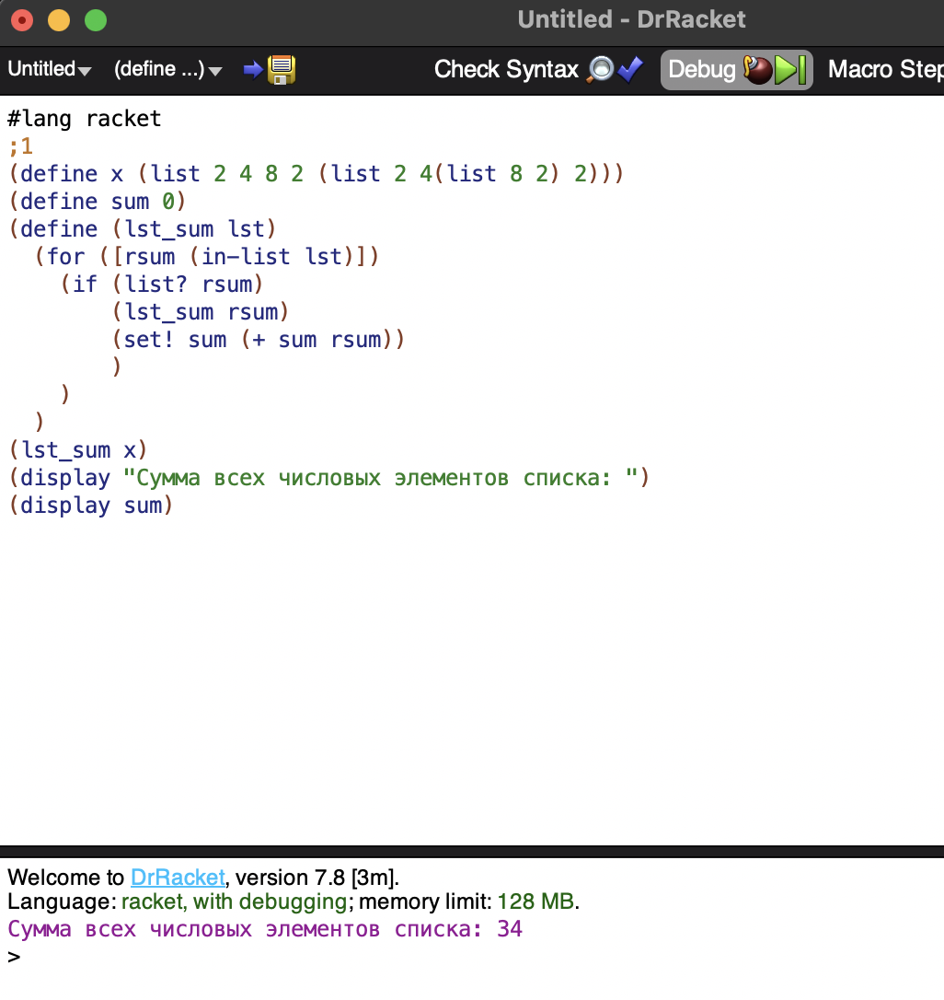 Untitled - DrRacket
Untitled (define ...) Check Syntax Debug Macro Step
#lang racket
;1
(define x (list 2 4 8 2 (list 2 4(list 8 2) 2)))
(define sum 0)
(define (lst_sum lst)
  (for ([rsum (in-list lst)])
    (if (list? rsum)
        (lst_sum rsum)
        (set! sum (+ sum rsum))
        )
    )
  )
(lst_sum x)
(display "Сумма всех числовых элементов списка: ")
(display sum)
Welcome to DrRacket, version 7.8 [3m].
Language: racket, with debugging; memory limit: 128 MB.
Сумма всех числовых элементов списка: 34
>